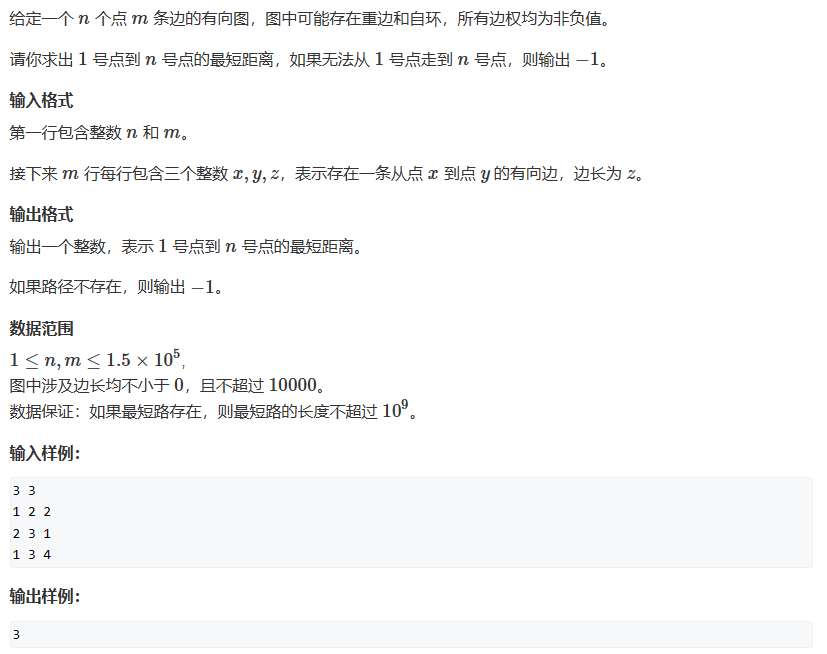 给定一个 n 个点 m 条边的有向图，图中可能存在重边和自环，所有边权均为非负值。
请你求出 1 号点到 n 号点的最短距离，如果无法从 1 号点走到 n 号点，则输出 −1。
输入格式
第一行包含整数 n 和 m。
接下来 m 行每行包含三个整数 x, y, z，表示存在一条从点 x 到点 y 的有向边，边长为 z。
输出格式
输出一个整数，表示 1 号点到 n 号点的最短距离。
如果路径不存在，则输出 −1。
数据范围
1 ≤ n, m ≤ 1.5 × 10⁵,
图中涉及边长均不小于 0，且不超过 10000。
数据保证：如果最短路存在，则最短路的长度不超过 10⁹。
输入样例：
3 3
1 2 2
2 3 1
1 3 4
输出样例：
3